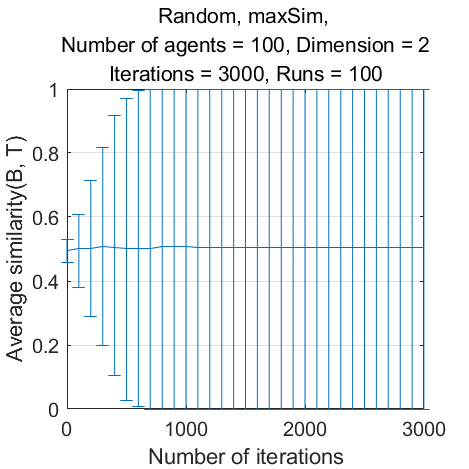 Random, maxSim,
Number of agents = 100, Dimension = 2
Iterations = 3000, Runs = 100
1
0.8
0.6
0.4
0.2
0
0
1000
2000
3000
Average similarity(B, T)
Number of iterations